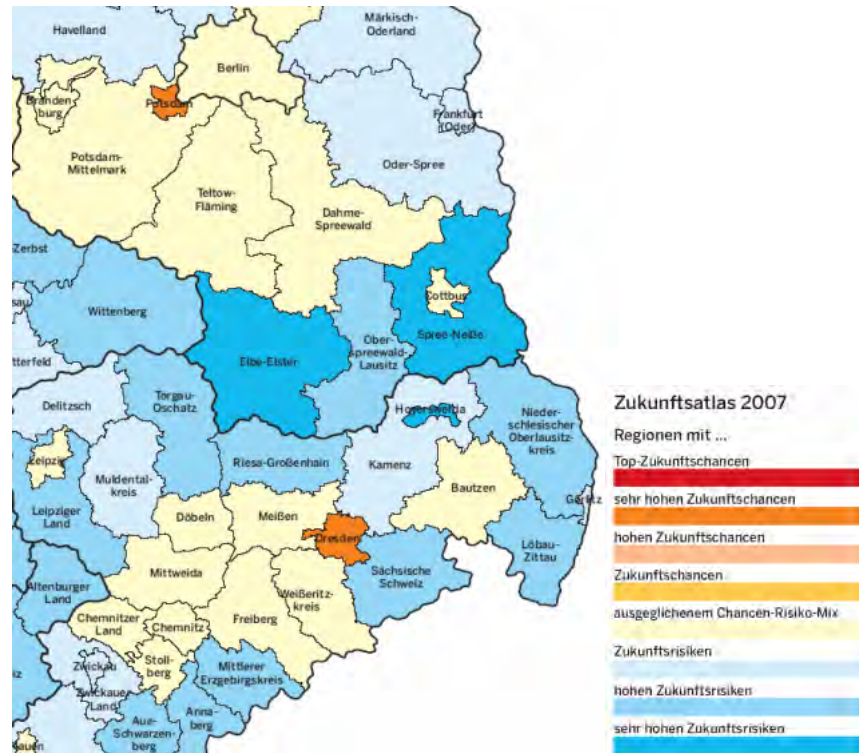 Havelland
Märkisch-
Oderland
Berlin
Branden
burg
Potsdam
Frankfurt
(Oder)
Potsdam-
Mittelmark
Oder-Spree
Teltow-
Fläming
Dahme-
Spreewald
Zerbst
Wittenberg
Cottbus
Spree-Neiße
Elbe-Elster
Ober-
spreewald-
Lausitz
tterfeld
Delitzsch
Torgau-
Oschatz
Hoyerswerda
Nieder-
schlesischer
Oberlausitz-
kreis
Leipzig
Muldental-
kreis
Riesa-Großenhain
Kamenz
Bautzen
Görlitz
Leipziger
Land
Döbeln
Meißen
Dresden
Löbau-
Zittau
Mittweida
Sächsische
Schweiz
Altenburger
Land
Weißeritz-
kreis
Chemnitzer
Land
Chemnitz
Freiberg
Zwickau
Stoll-
berg
Mittlerer
Erzgebirgskreis
Zwickauer
Land
Aue-
Schwarzen-
berg
Anna-
berg
auen
Zukunftsatlas 2007
Regionen mit ...
Top-Zukunftschancen
sehr hohen Zukunftschancen
hohen Zukunftschancen
Zukunftschancen
ausgeglichenem Chancen-Risiko-Mix
Zukunftsrisiken
hohen Zukunftsrisiken
sehr hohen Zukunftsrisiken